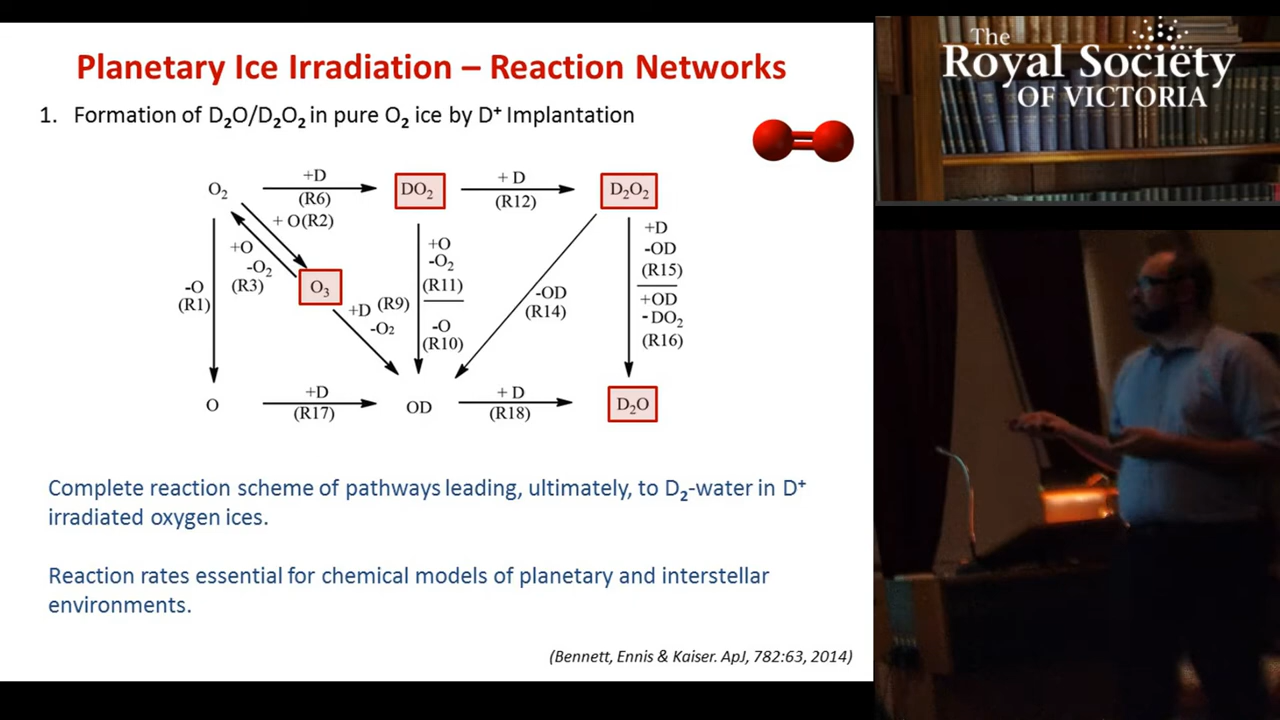 Planetary Ice Irradiation – Reaction Networks
The
Royal Society
OF VICTORIA
1. Formation of D₂O/D₂O₂ in pure O₂ ice by D⁺ Implantation
O₂
+D
(R6)
DO₂
+ D
(R12)
D₂O₂
+ O(R2)
+O
-O₂
(R3)
-O
(R1)
O₃
+D (R9)
-O₂
+O
-O₂
(R11)
-O
(R10)
-OD
(R14)
+D
-OD
(R15)
+OD
- DO₂
(R16)
O
+D
(R17)
OD
+ D
(R18)
D₂O
Complete reaction scheme of pathways leading, ultimately, to D₂-water in D⁺
irradiated oxygen ices.
Reaction rates essential for chemical models of planetary and interstellar
environments.
(Bennett, Ennis & Kaiser. ApJ, 782:63, 2014)